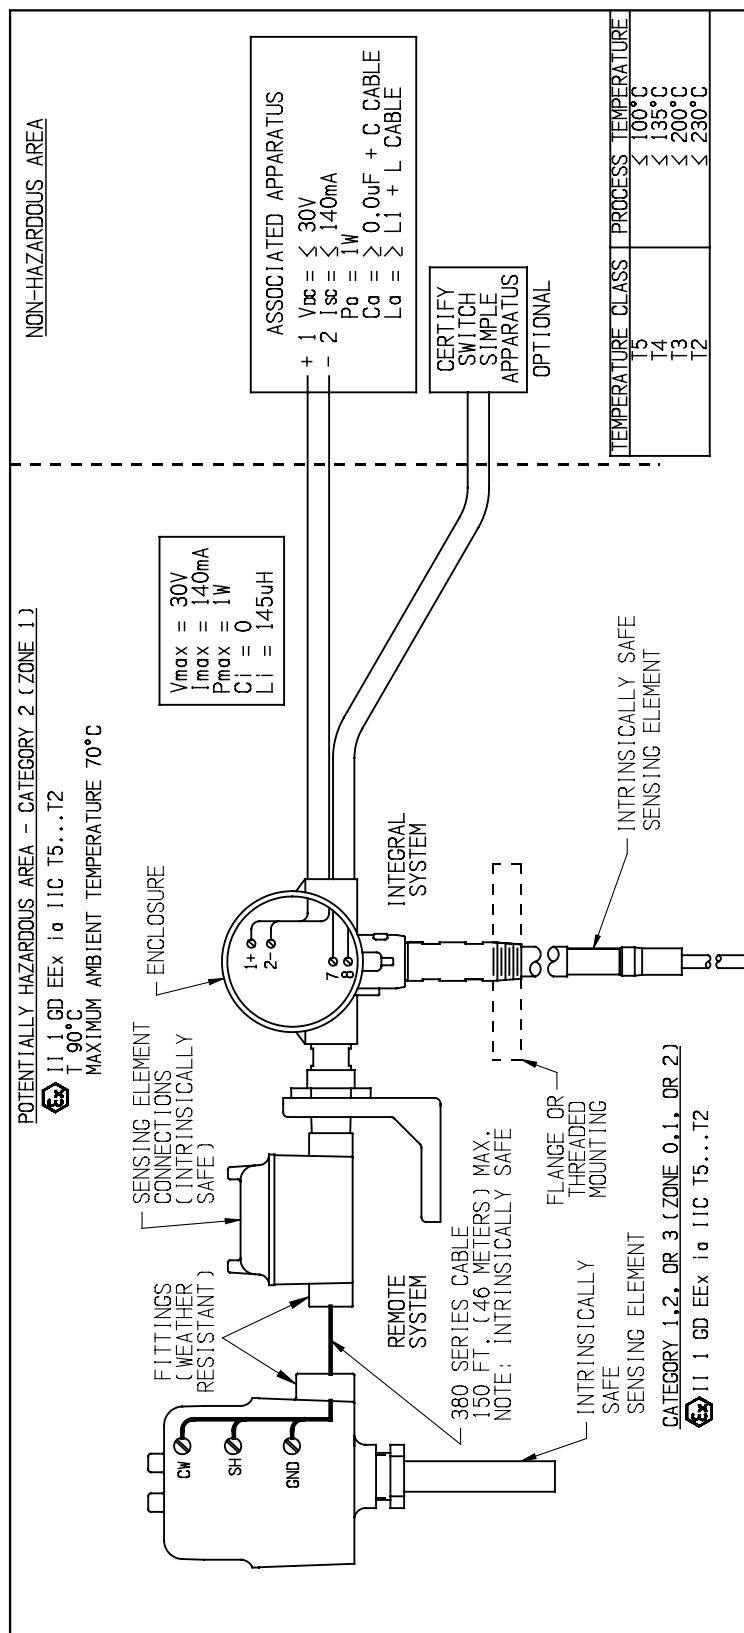 POTENTIALLY HAZARDOUS AREA - CATEGORY 2 (ZONE 1)
Ex II 1 GD EEx ia IIC T5...T2
T 90°C
MAXIMUM AMBIENT TEMPERATURE 70°C
NON-HAZARDOUS AREA
SENSING ELEMENT
CONNECTIONS
(INTRINSICALLY
SAFE)
ENCLOSURE
Vmax = 30V
Imax = 140mA
Pmax = 1W
Ci = 0
Li = 145uH
ASSOCIATED APPARATUS
+ 1 Voc = ≤ 30V
- 2 Isc = ≤ 140mA
Po = 1W
Ca = ≥ 0.0uF + C CABLE
La = ≥ Li + L CABLE
FITTINGS
(WEATHER
RESISTANT)
CW
SH
GND
1+
2-
7
8
CERTIFY
SWITCH
SIMPLE
APPARATUS
OPTIONAL
REMOTE
SYSTEM
INTEGRAL
SYSTEM
380 SERIES CABLE
150 FT. (46 METERS) MAX.
NOTE: INTRINSICALLY SAFE
FLANGE OR
THREADED
MOUNTING
INTRINSICALLY SAFE
SENSING ELEMENT
INTRINSICALLY
SAFE
SENSING ELEMENT
CATEGORY 1,2, OR 3 (ZONE 0,1, OR 2)
Ex II 1 GD EEx ia IIC T5...T2
TEMPERATURE CLASS PROCESS TEMPERATURE
T5 ≤ 100°C
T4 ≤ 135°C
T3 ≤ 200°C
T2 ≤ 230°C